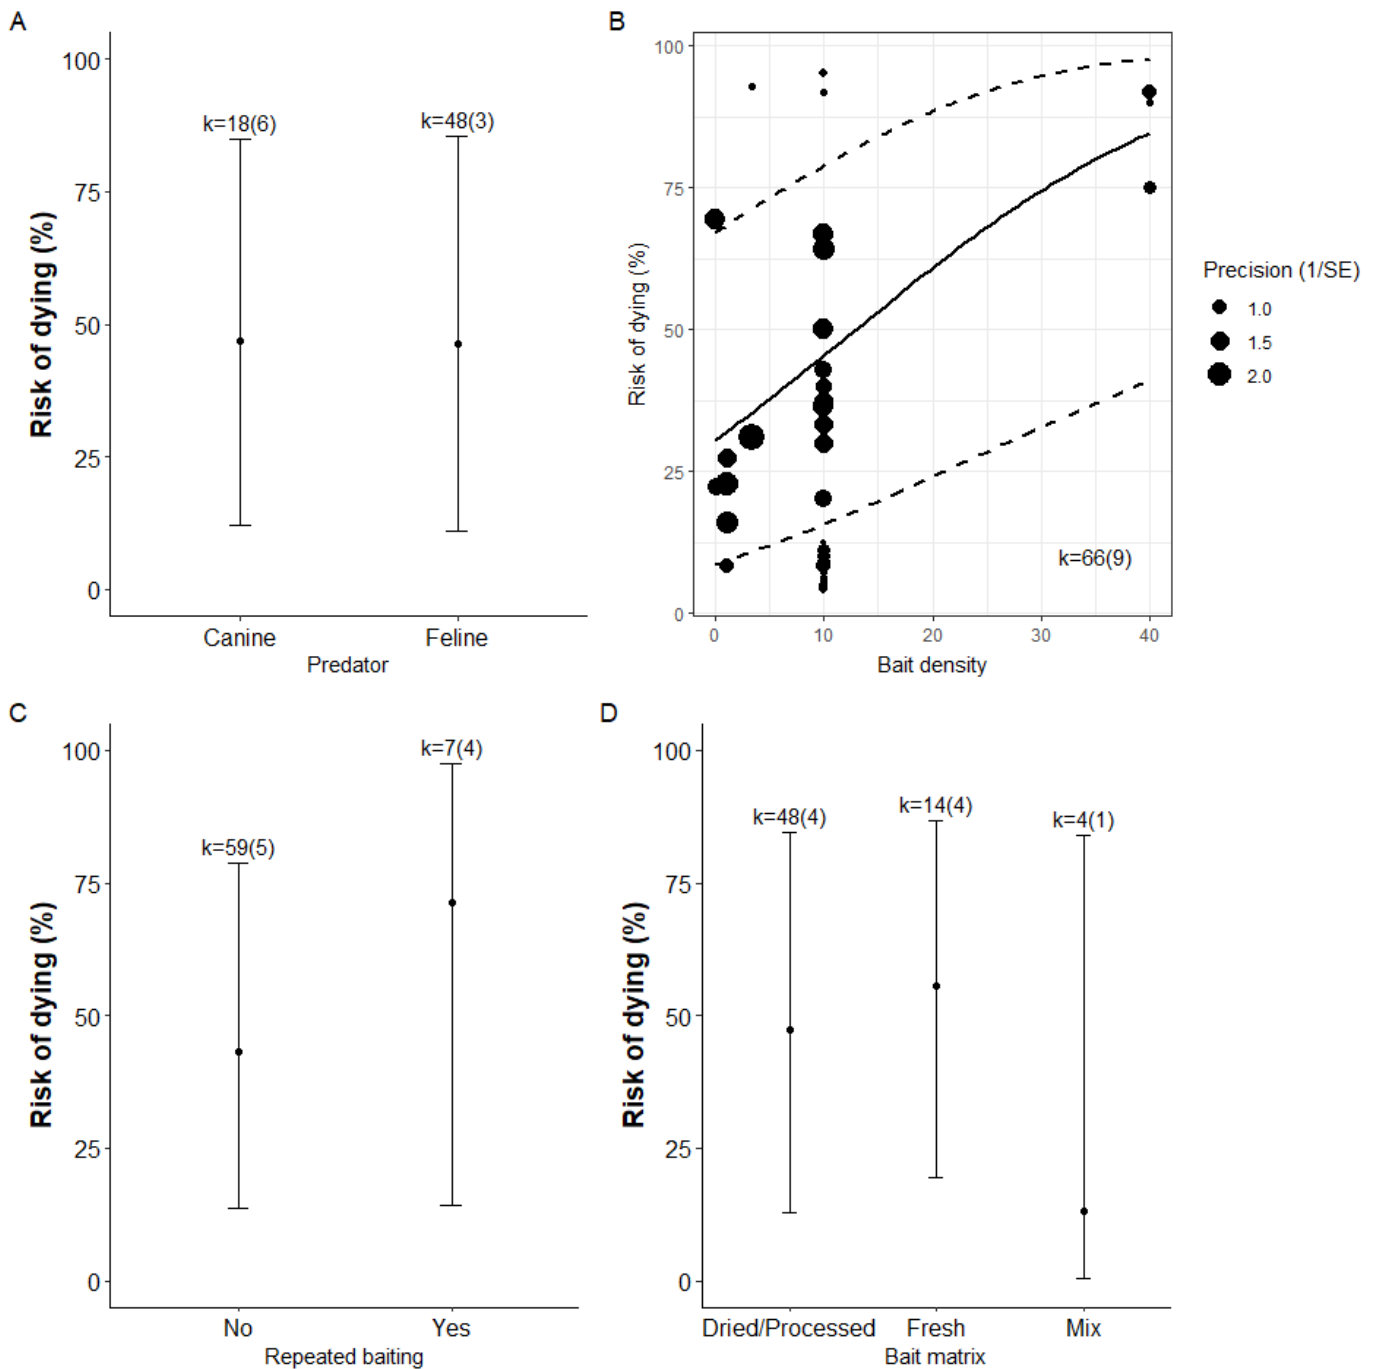 A
Risk of dying (%)
100
75
50
25
0
k=18(6)
k=48(3)
Canine
Feline
Predator
B
Risk of dying (%)
100
75
50
25
0
k=66(9)
0
10
20
30
40
Bait density
Precision (1/SE)
1.0
1.5
2.0
C
Risk of dying (%)
100
75
50
25
0
k=59(5)
k=7(4)
No
Yes
Repeated baiting
D
Risk of dying (%)
100
75
50
25
0
k=48(4)
k=14(4)
k=4(1)
Dried/Processed
Fresh
Mix
Bait matrix